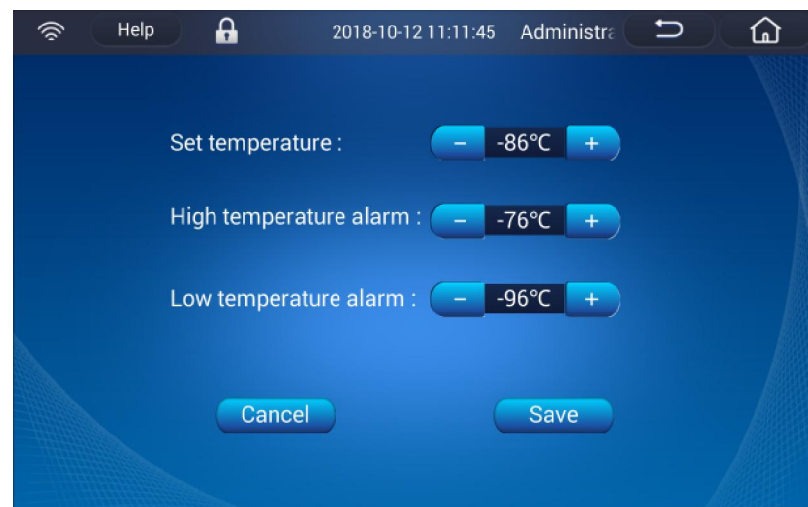 Help 2018-10-12 11:11:45 Administra
Set temperature : − -86℃ +
High temperature alarm : − -76℃ +
Low temperature alarm : − -96℃ +
Cancel Save